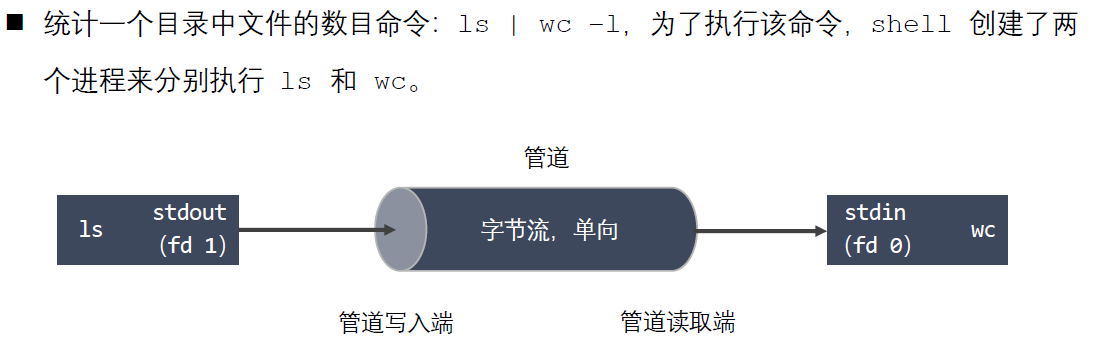 ■ 统计一个目录中文件的数目命令：ls | wc –l，为了执行该命令，shell 创建了两
个进程来分别执行 ls 和 wc。
管道
ls
stdout
（fd 1）
字节流，单向
stdin
（fd 0）
wc
管道写入端
管道读取端